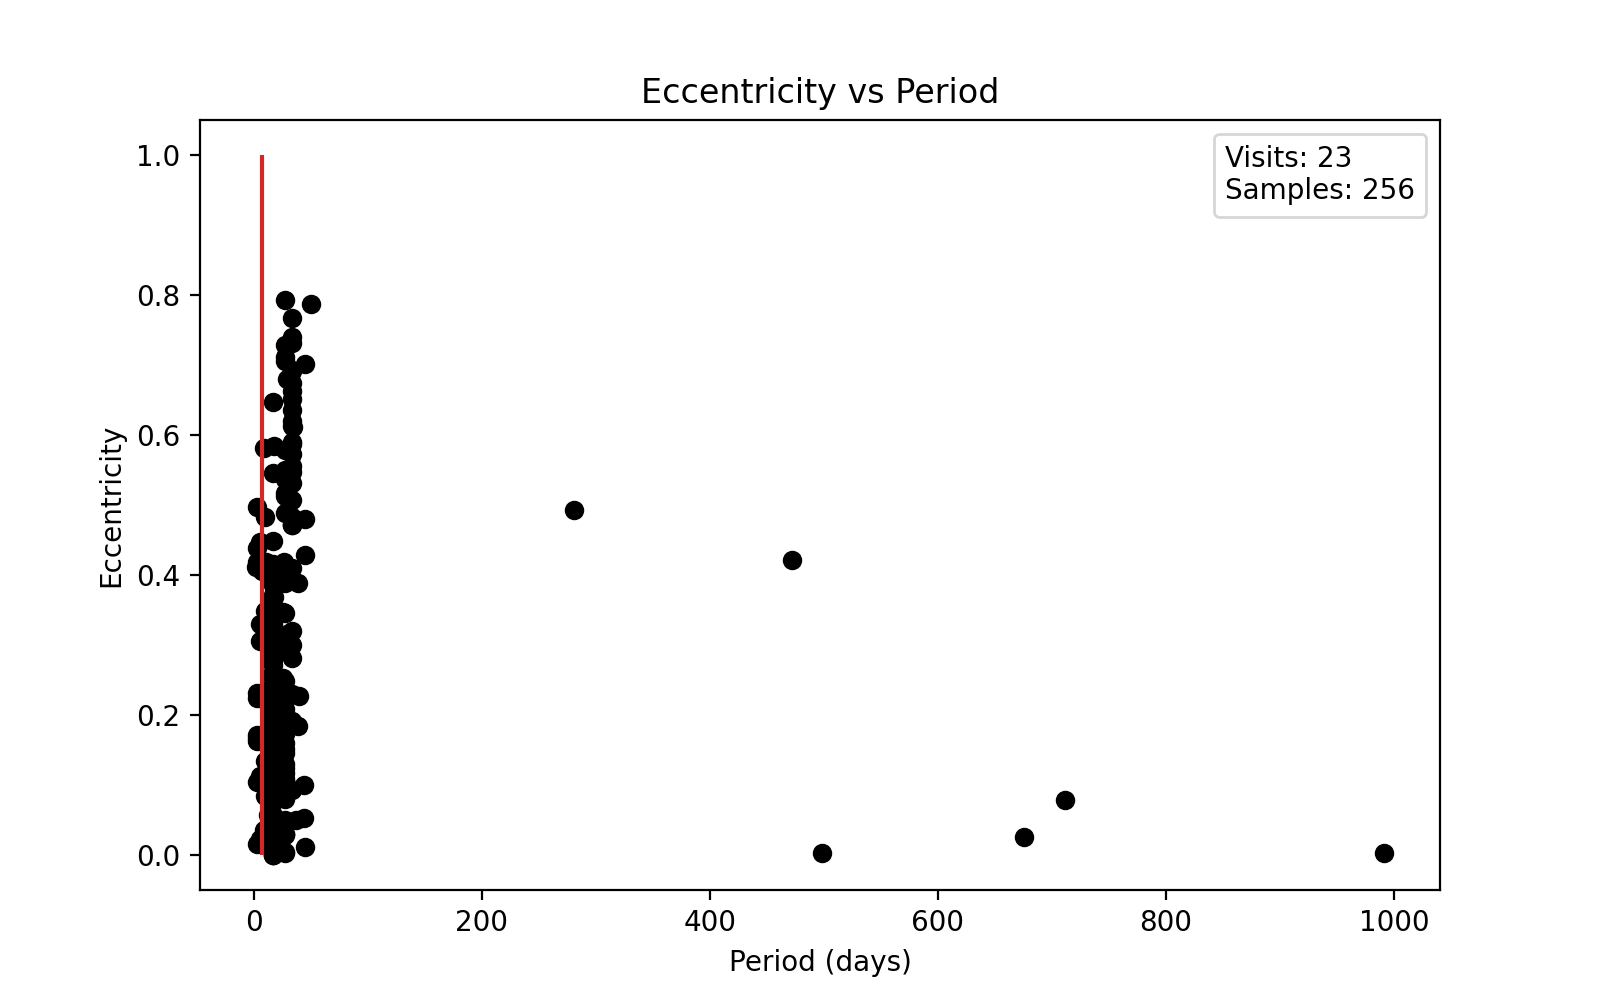 Eccentricity vs Period
Visits: 23
Samples: 256
1.0
0.8
0.6
0.4
0.2
0.0
Eccentricity
0 200 400 600 800 1000
Period (days)